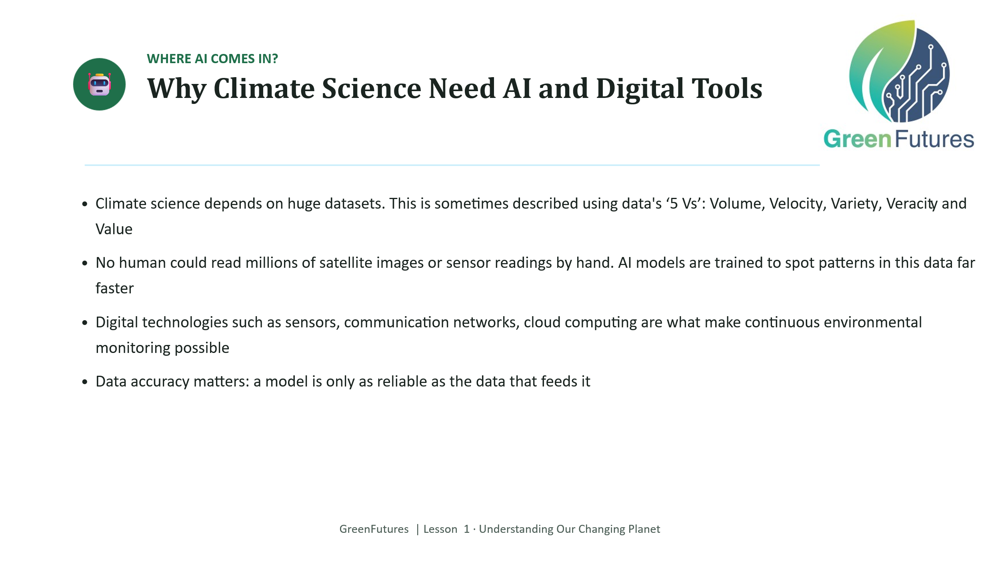 WHERE AI COMES IN?
Why Climate Science Need AI and Digital Tools
GreenFutures
• Climate science depends on huge datasets. This is sometimes described using data's ‘5 Vs’: Volume, Velocity, Variety, Veracity and
Value
• No human could read millions of satellite images or sensor readings by hand. AI models are trained to spot patterns in this data far
faster
• Digital technologies such as sensors, communication networks, cloud computing are what make continuous environmental
monitoring possible
• Data accuracy matters: a model is only as reliable as the data that feeds it
GreenFutures | Lesson 1 · Understanding Our Changing Planet